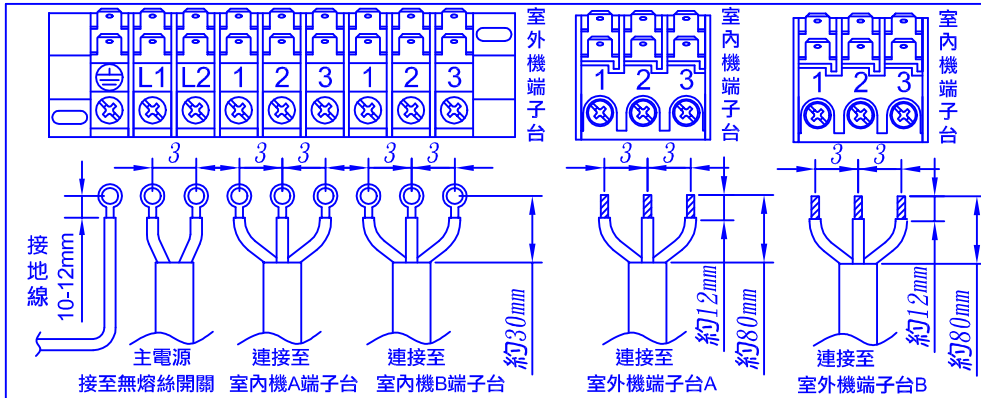 室外機端子台
L1 L2 1 2 3 1 2 3
室內機端子台
1 2 3
室內機端子台
1 2 3
3 3 3 3 3
3 3
3 3
接地線
10-12mm
約30mm
約12mm
約80mm
約12mm
約80mm
主電源
接至無熔絲開關
連接至
室內機A端子台
連接至
室內機B端子台
連接至
室外機端子台A
連接至
室外機端子台B